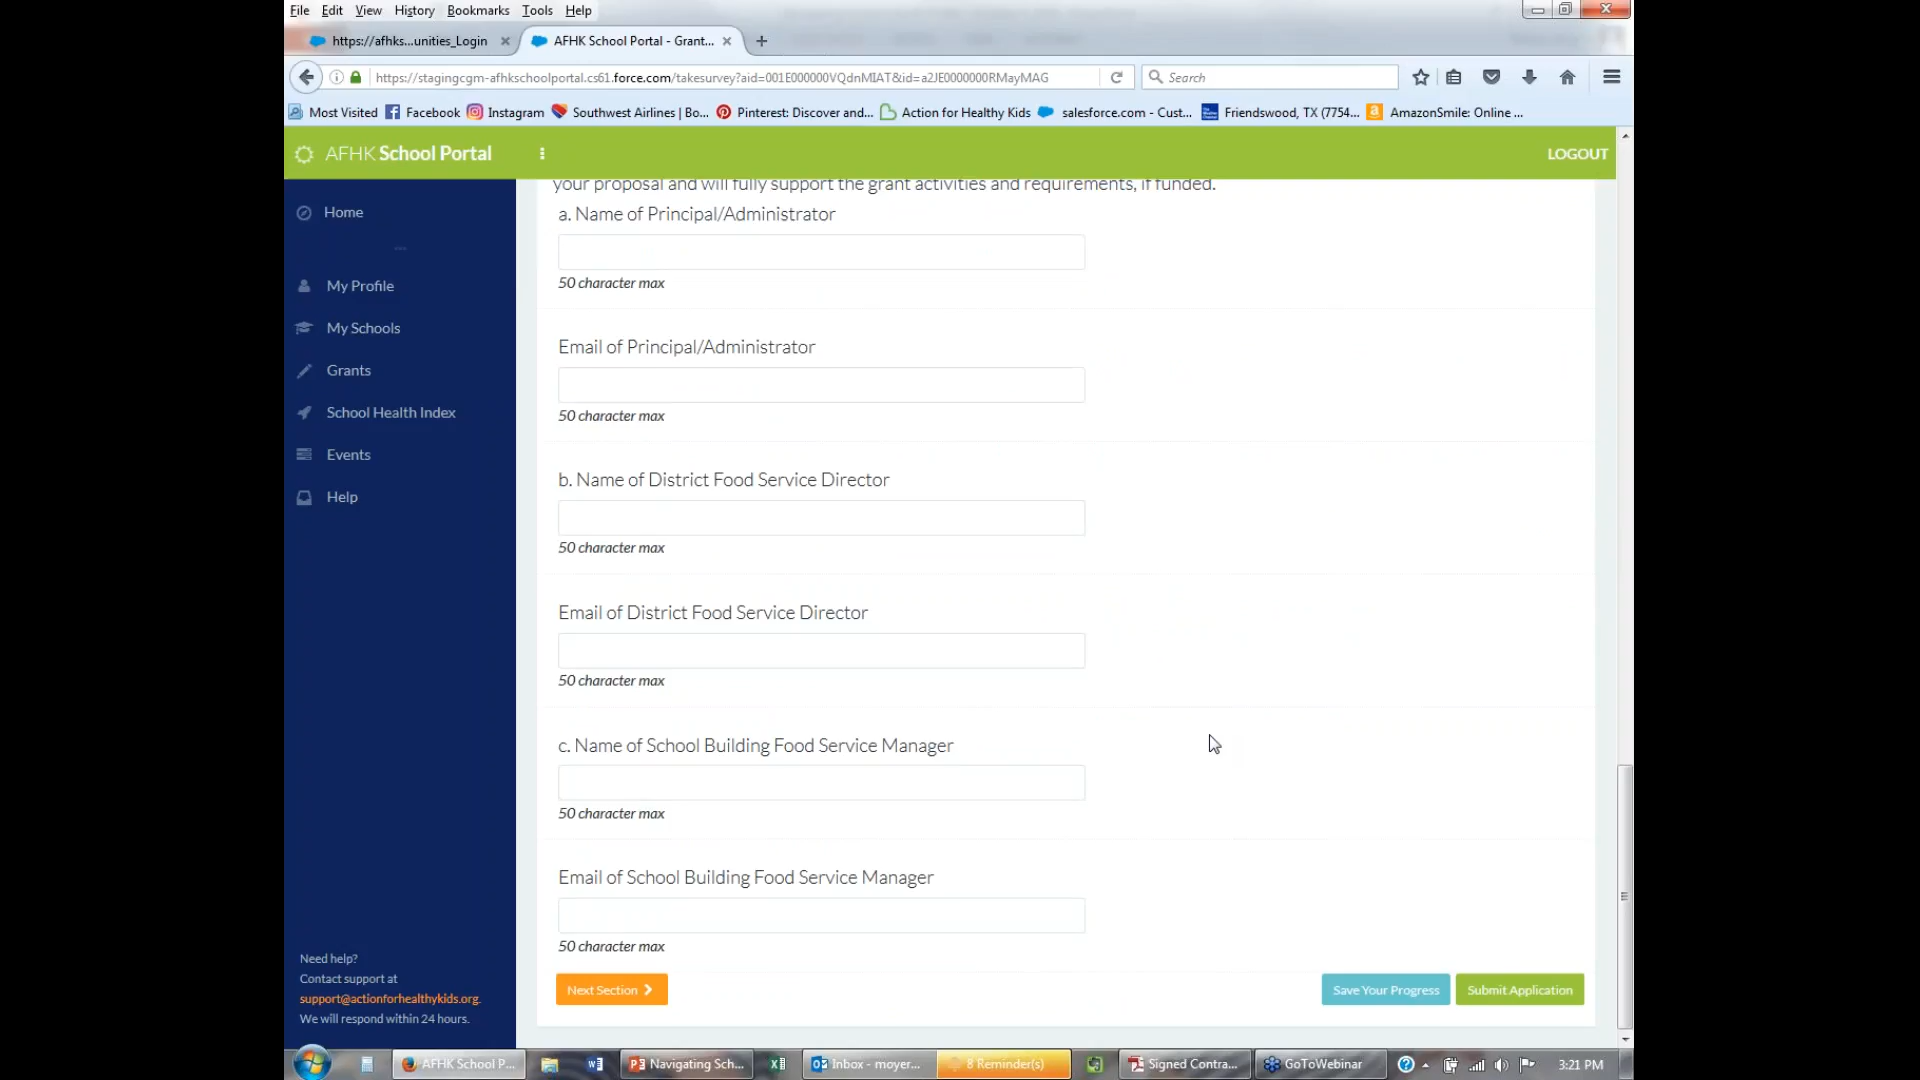 File Edit View History Bookmarks Tools Help
https://afhks...unities_Login
AFHK School Portal - Grant...
https://stagingcgm-afhkschoolportal.cs61.force.com/takesurvey?aid=001E000000VQdnMIAT&id=a2JE0000000RMayMAG
Search
Most Visited Facebook Instagram Southwest Airlines | Bo... Pinterest: Discover and... Action for Healthy Kids salesforce.com - Cust... Friendswood, TX (7754... AmazonSmile: Online ...
AFHK School Portal
LOGOUT
Home
My Profile
My Schools
Grants
School Health Index
Events
Help
Need help?
Contact support at
support@actionforhealthykids.org.
We will respond within 24 hours.
your proposal and will fully support the grant activities and requirements, if funded.
a. Name of Principal/Administrator
50 character max
Email of Principal/Administrator
50 character max
b. Name of District Food Service Director
50 character max
Email of District Food Service Director
50 character max
c. Name of School Building Food Service Manager
50 character max
Email of School Building Food Service Manager
50 character max
Next Section
Save Your Progress
Submit Application
AFHK School P...
Navigating Sch...
Inbox - moyer...
8 Reminder(s)
Signed Contra...
GoToWebinar
3:21 PM